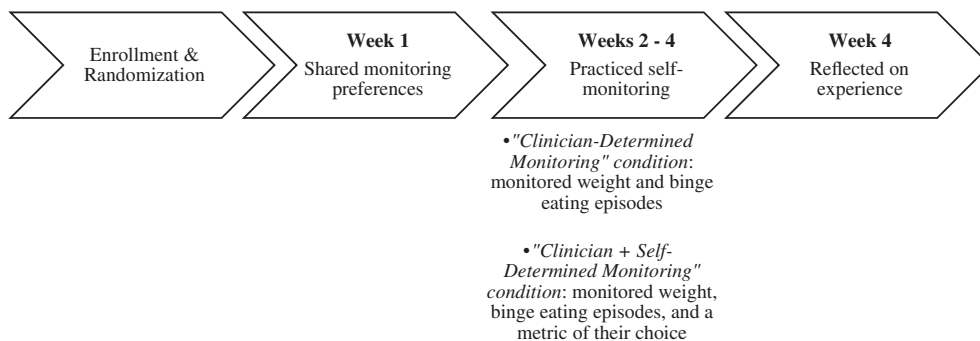 Enrollment &
Randomization
Week 1
Shared monitoring
preferences
Weeks 2 - 4
Practiced self-
monitoring
Week 4
Reflected on
experience
•"Clinician-Determined
Monitoring" condition:
monitored weight and binge
eating episodes
•"Clinician + Self-
Determined Monitoring"
condition: monitored weight,
binge eating episodes, and a
metric of their choice